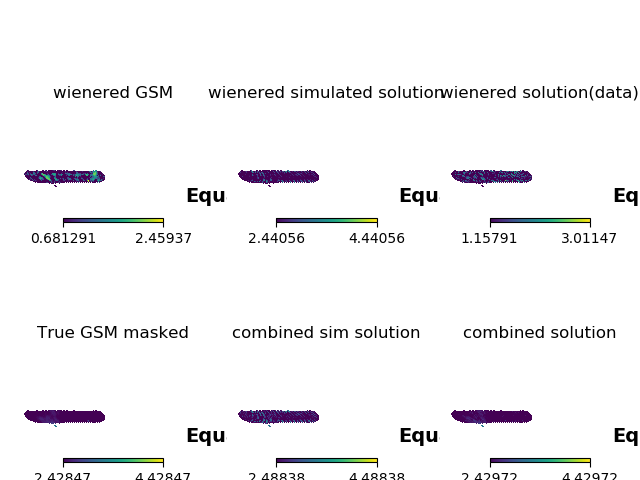 wienered GSM wienered simulated solution wienered solution(data)
Equ Equ Eq
0.681291 2.45937 2.44056 4.44056 1.15791 3.01147
True GSM masked combined sim solution combined solution
Equ Equ Eq
2.42847 4.42847 2.48838 4.48838 2.42972 4.42972